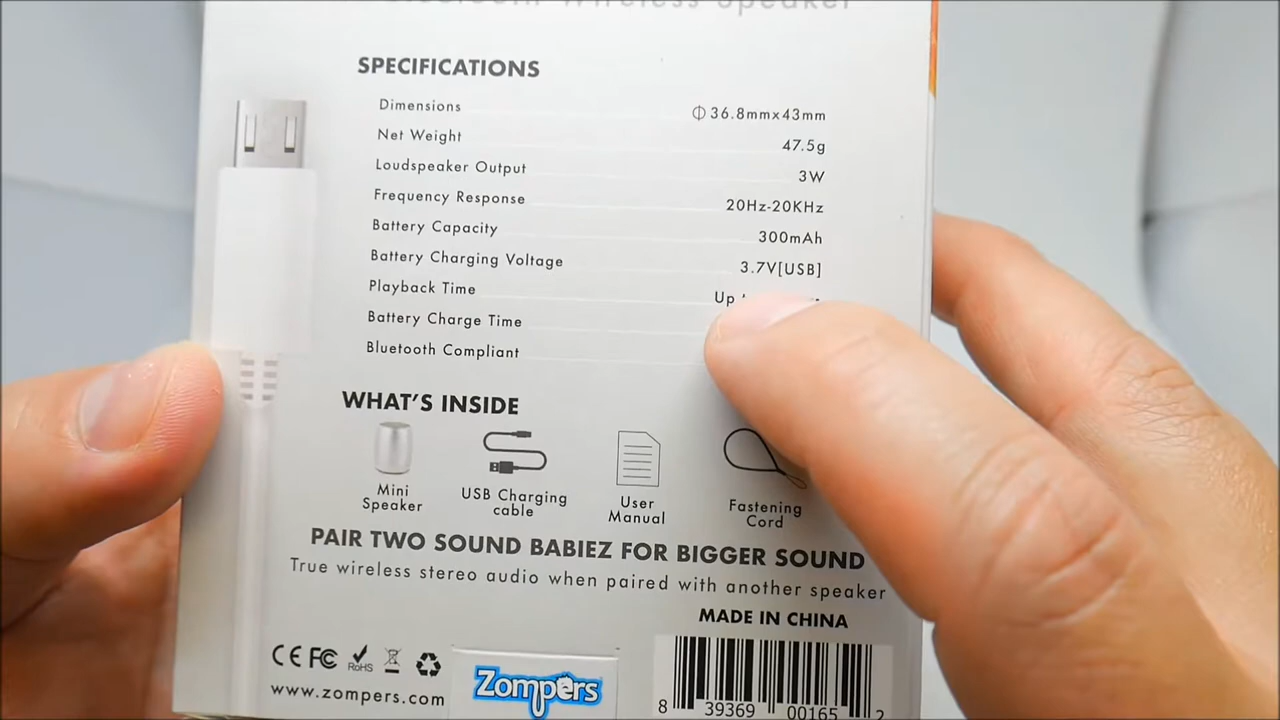 Wireless Speaker
SPECIFICATIONS
Dimensions Φ36.8mmx43mm
Net Weight 47.5g
Loudspeaker Output 3W
Frequency Response 20Hz-20KHz
Battery Capacity 300mAh
Battery Charging Voltage 3.7V[USB]
Playback Time Up
Battery Charge Time
Bluetooth Compliant
WHAT'S INSIDE
Mini
Speaker
USB Charging
cable
User
Manual
Fastening
Cord
PAIR TWO SOUND BABIEZ FOR BIGGER SOUND
True wireless stereo audio when paired with another speaker
MADE IN CHINA
CE FC RoHS
www.zompers.com
Zompers
8 39369 00165 2